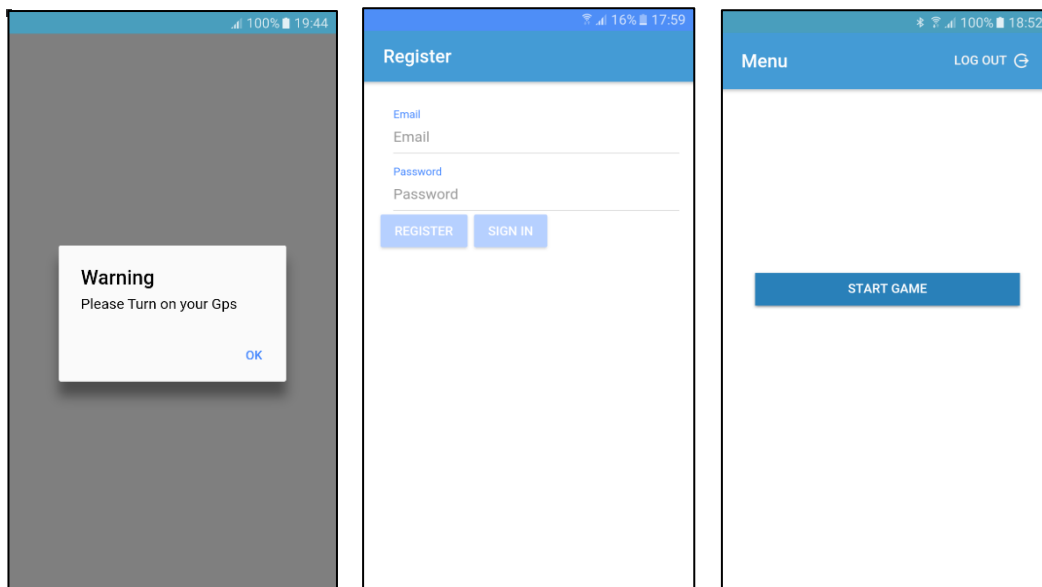 100% 19:44
Warning
Please Turn on your Gps
OK
16% 17:59
Register
Email
Email
Password
Password
REGISTER SIGN IN
100% 18:52
Menu LOG OUT
START GAME